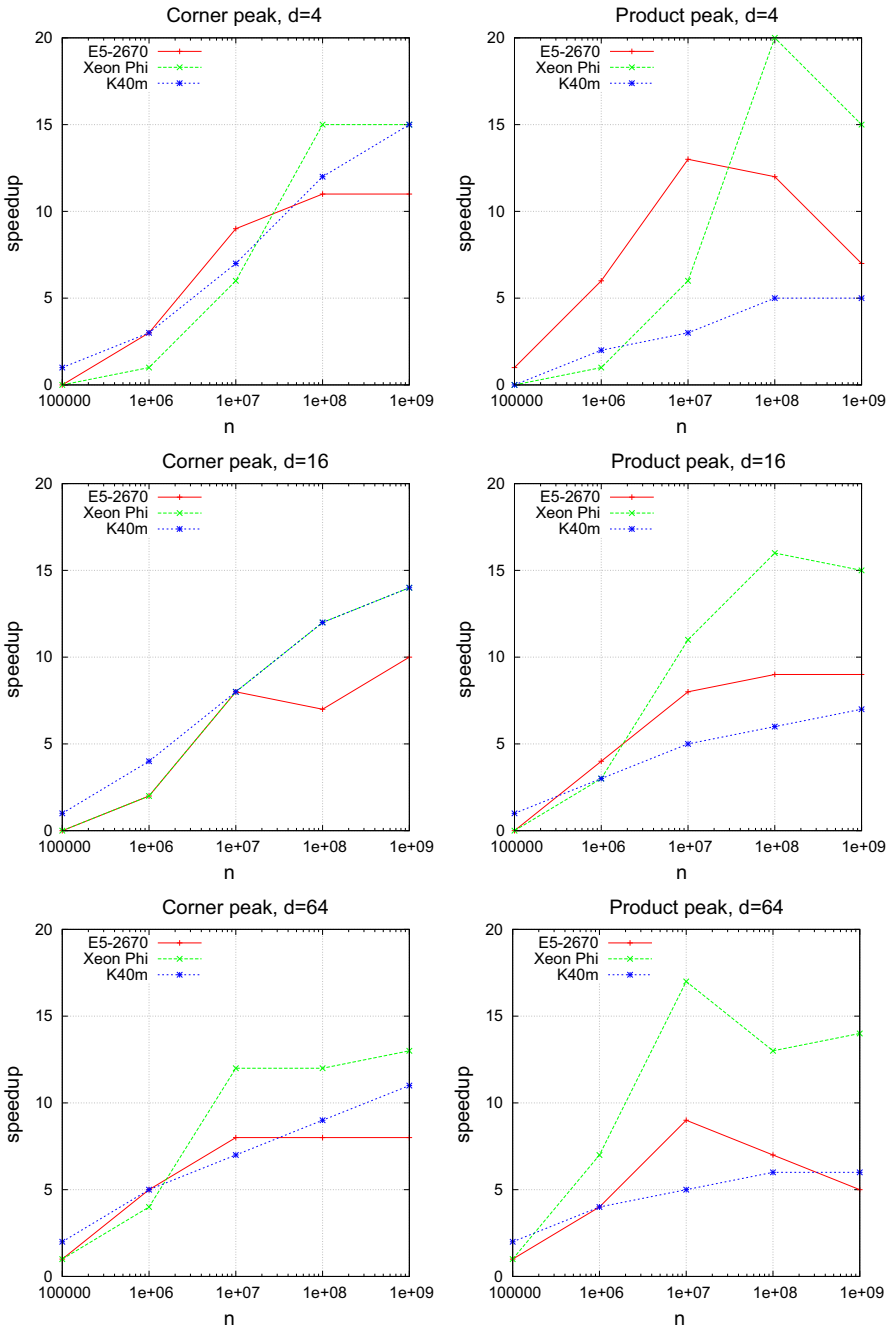 Corner peak, d=4
20
15
10
5
0
speedup
E5-2670
Xeon Phi
K40m
100000 1e+06 1e+07 1e+08 1e+09
n
Product peak, d=4
20
15
10
5
0
speedup
E5-2670
Xeon Phi
K40m
100000 1e+06 1e+07 1e+08 1e+09
n
Corner peak, d=16
20
15
10
5
0
speedup
E5-2670
Xeon Phi
K40m
100000 1e+06 1e+07 1e+08 1e+09
n
Product peak, d=16
20
15
10
5
0
speedup
E5-2670
Xeon Phi
K40m
100000 1e+06 1e+07 1e+08 1e+09
n
Corner peak, d=64
20
15
10
5
0
speedup
E5-2670
Xeon Phi
K40m
100000 1e+06 1e+07 1e+08 1e+09
n
Product peak, d=64
20
15
10
5
0
speedup
E5-2670
Xeon Phi
K40m
100000 1e+06 1e+07 1e+08 1e+09
n